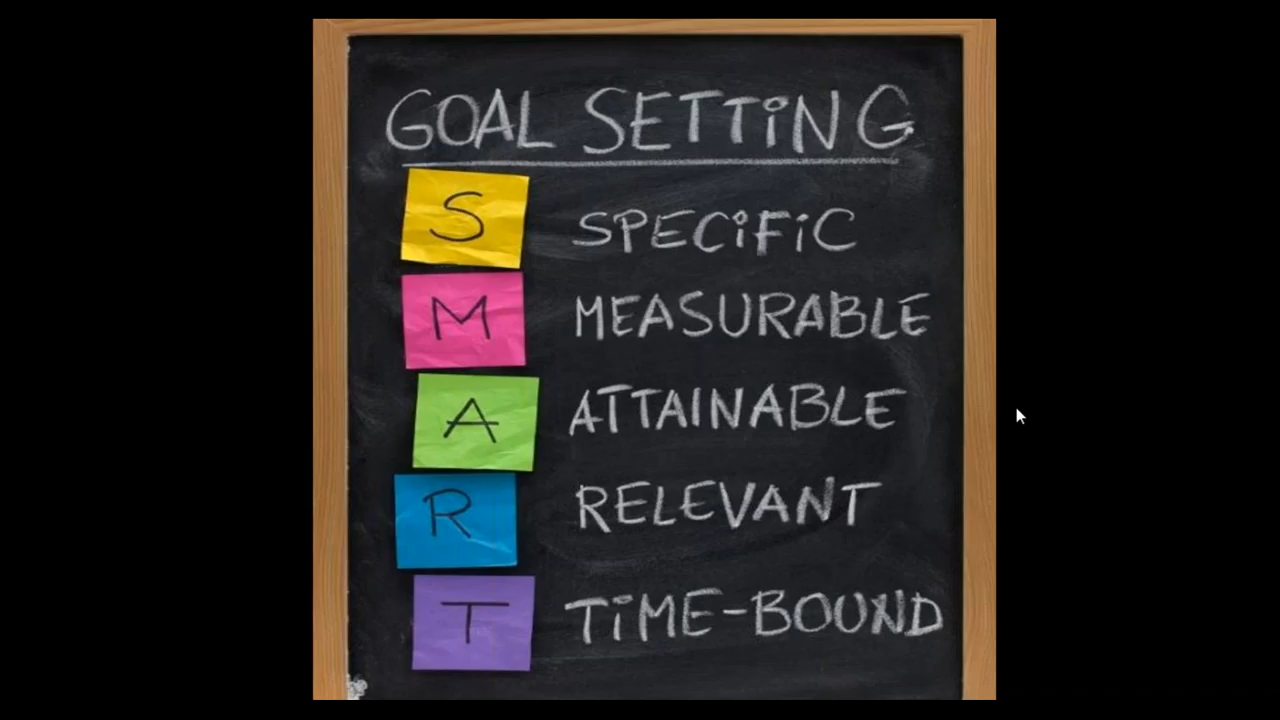 GOAL SETTING
S SPECIFIC
M MEASURABLE
A ATTAINABLE
R RELEVANT
T TIME-BOUND